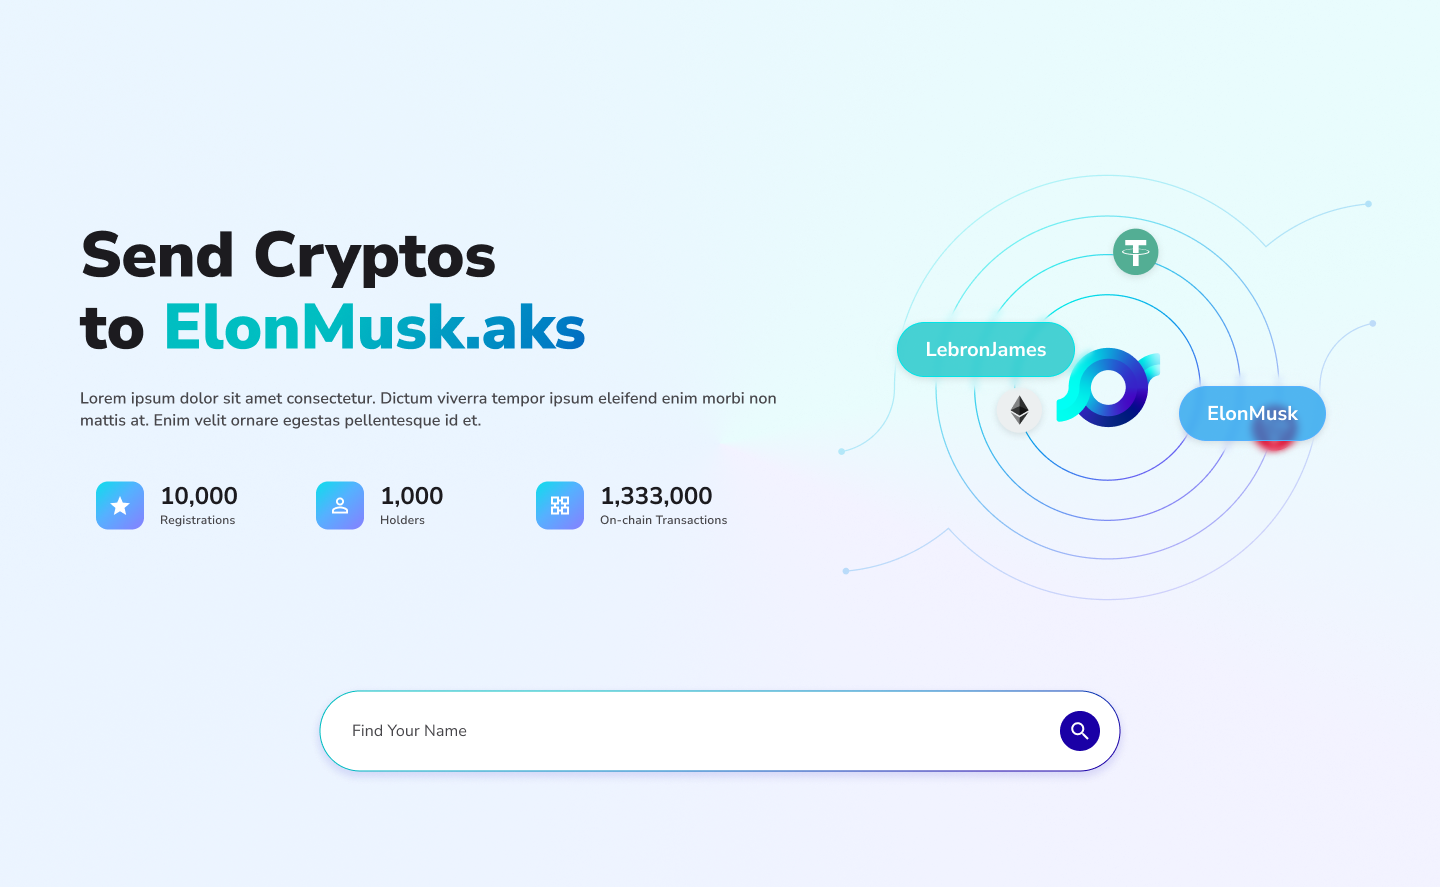 Send Cryptos
to ElonMusk.aks
Lorem ipsum dolor sit amet consectetur. Dictum viverra tempor ipsum eleifend enim morbi non
mattis at. Enim velit ornare egestas pellentesque id et.
10,000
Registrations
1,000
Holders
1,333,000
On-chain Transactions
LebronJames
ElonMusk
Find Your Name